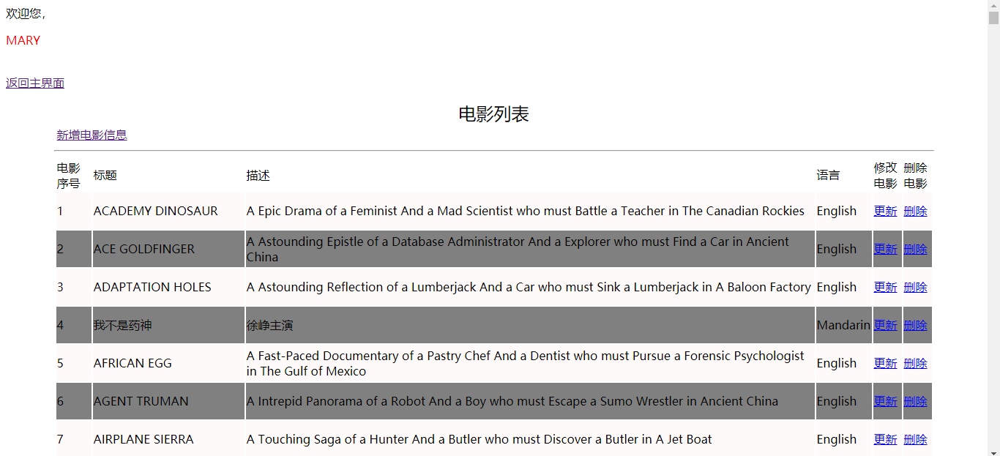 欢迎您，
MARY
返回主界面
电影列表
新增电影信息
电影序号 标题 描述 语言 修改电影 删除电影
1 ACADEMY DINOSAUR A Epic Drama of a Feminist And a Mad Scientist who must Battle a Teacher in The Canadian Rockies English 更新 删除
2 ACE GOLDFINGER A Astounding Epistle of a Database Administrator And a Explorer who must Find a Car in Ancient China English 更新 删除
3 ADAPTATION HOLES A Astounding Reflection of a Lumberjack And a Car who must Sink a Lumberjack in A Baloon Factory English 更新 删除
4 我不是药神 徐峥主演 Mandarin 更新 删除
5 AFRICAN EGG A Fast-Paced Documentary of a Pastry Chef And a Dentist who must Pursue a Forensic Psychologist in The Gulf of Mexico English 更新 删除
6 AGENT TRUMAN A Intrepid Panorama of a Robot And a Boy who must Escape a Sumo Wrestler in Ancient China English 更新 删除
7 AIRPLANE SIERRA A Touching Saga of a Hunter And a Butler who must Discover a Butler in A Jet Boat English 更新 删除